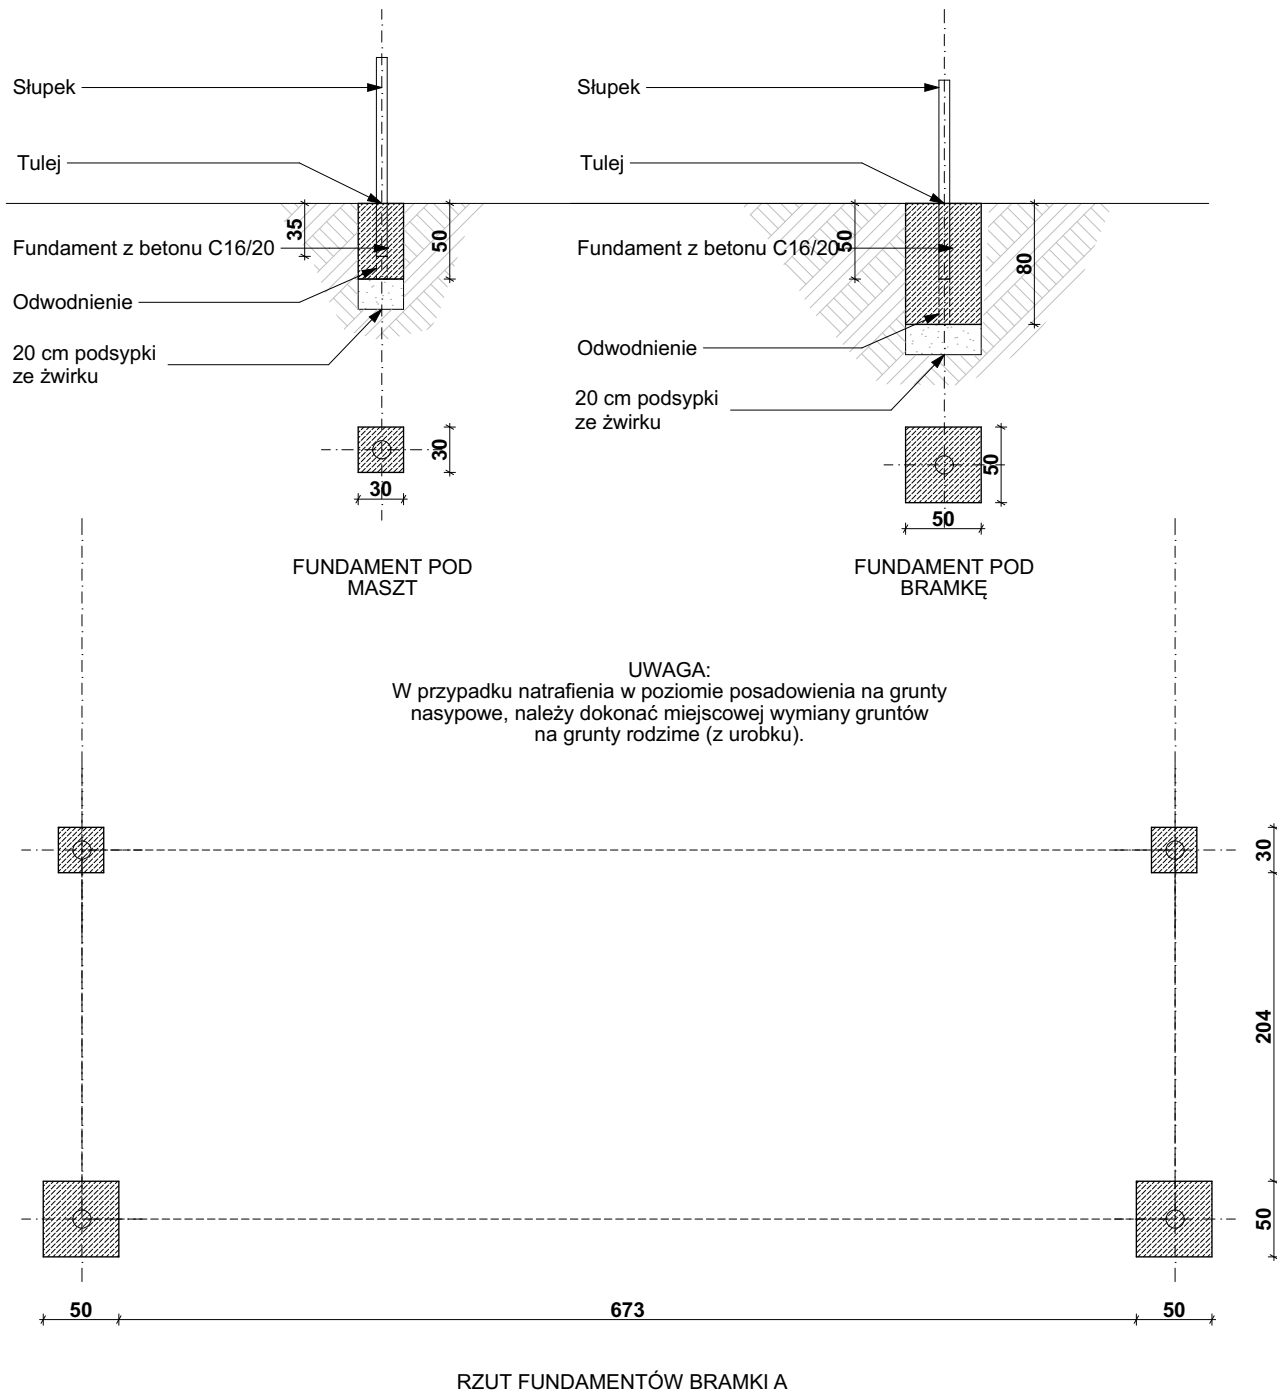 Słupek
Tulej
35
50
Fundament z betonu C16/20
Odwodnienie
20 cm podsypki
ze żwirku
30
30
FUNDAMENT POD
MASZT
Słupek
Tulej
50
80
Fundament z betonu C16/20
Odwodnienie
20 cm podsypki
ze żwirku
50
50
FUNDAMENT POD
BRAMKĘ
UWAGA:
W przypadku natrafienia w poziomie posadowienia na grunty
nasypowe, należy dokonać miejscowej wymiany gruntów
na grunty rodzime (z urobku).
30
204
50
50
673
50
RZUT FUNDAMENTÓW BRAMKI A